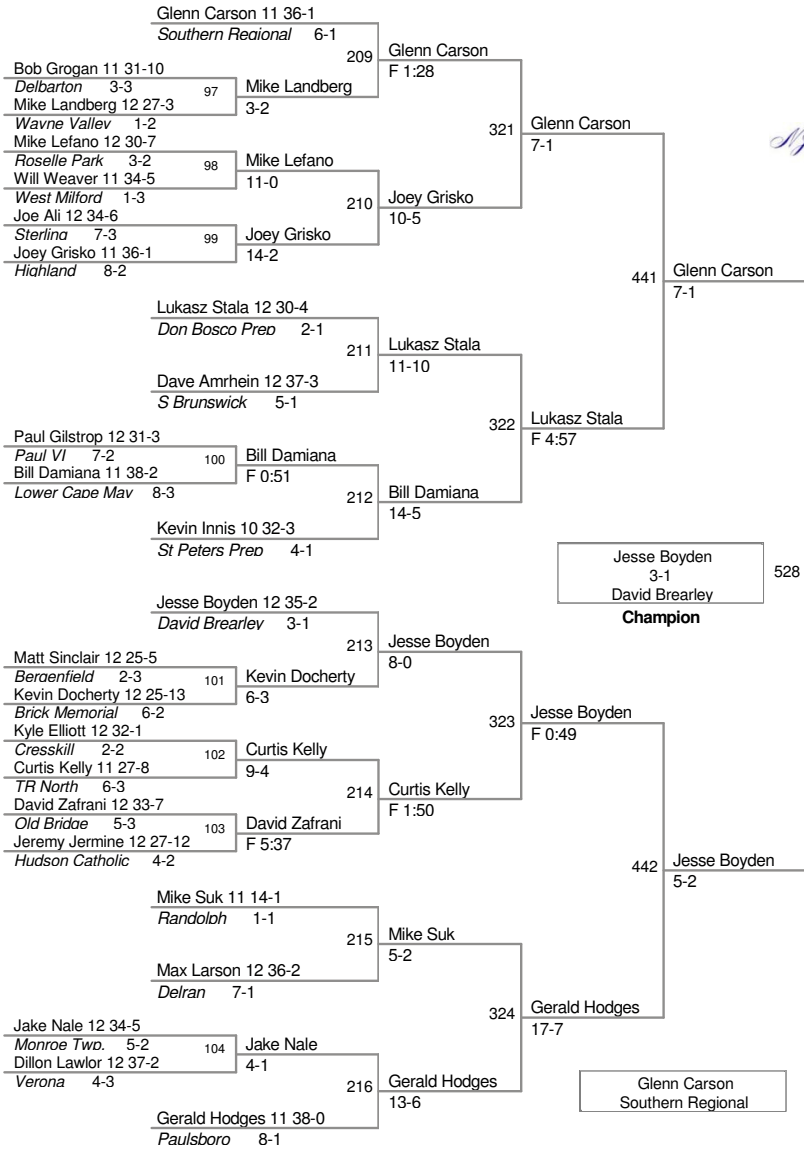 Glenn Carson 11 36-1
Southern Regional 6-1
209 Glenn Carson
F 1:28
Bob Grogan 11 31-10
Delbarton 3-3
97 Mike Landberg
3-2
Mike Landberg 12 27-3
Wayne Valley 1-2
321 Glenn Carson
7-1
Mike Lefano 12 30-7
Roselle Park 3-2
98 Mike Lefano
11-0
Will Weaver 11 34-5
West Milford 1-3
210 Joey Grisko
10-5
Joe Ali 12 34-6
Sterling 7-3
99 Joey Grisko
14-2
Joey Grisko 11 36-1
Highland 8-2
441 Glenn Carson
7-1
Lukasz Stala 12 30-4
Don Bosco Prep 2-1
211 Lukasz Stala
11-10
Dave Amrhein 12 37-3
S Brunswick 5-1
322 Lukasz Stala
F 4:57
Paul Gilstrop 12 31-3
Paul VI 7-2
100 Bill Damiana
F 0:51
Bill Damiana 11 38-2
Lower Cape May 8-3
212 Bill Damiana
14-5
Kevin Innis 10 32-3
St Peters Prep 4-1
Jesse Boyden
3-1
David Brearley
528
Champion
Jesse Boyden 12 35-2
David Brearley 3-1
213 Jesse Boyden
8-0
Matt Sinclair 12 25-5
Bergenfield 2-3
101 Kevin Docherty
6-3
Kevin Docherty 12 25-13
Brick Memorial 6-2
323 Jesse Boyden
F 0:49
Kyle Elliott 12 32-1
Cresskill 2-2
102 Curtis Kelly
9-4
Curtis Kelly 11 27-8
TR North 6-3
214 Curtis Kelly
F 1:50
David Zafrani 12 33-7
Old Bridge 5-3
103 David Zafrani
F 5:37
Jeremy Jermine 12 27-12
Hudson Catholic 4-2
442 Jesse Boyden
5-2
Mike Suk 11 14-1
Randolph 1-1
215 Mike Suk
5-2
Max Larson 12 36-2
Delran 7-1
324 Gerald Hodges
17-7
Jake Nale 12 34-5
Monroe Twp. 5-2
104 Jake Nale
4-1
Dillon Lawlor 12 37-2
Verona 4-3
216 Gerald Hodges
13-6
Gerald Hodges 11 38-0
Paulsboro 8-1
Glenn Carson
Southern Regional